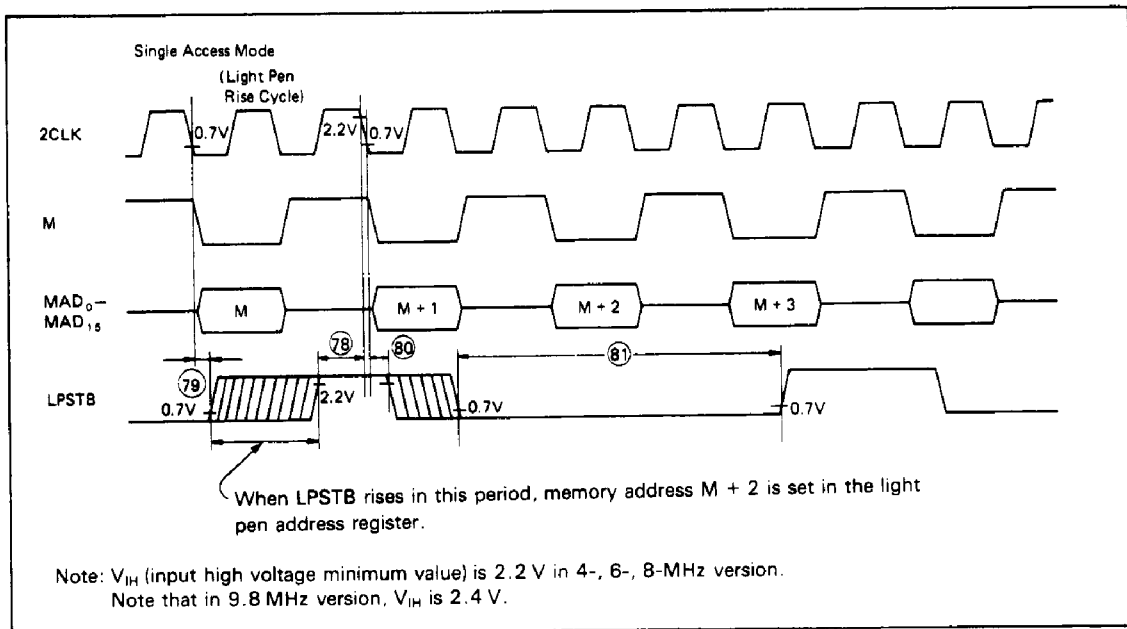 Single Access Mode
(Light Pen
Rise Cycle)
2CLK
0.7V
2.2V
0.7V
M
MAD₀–
MAD₁₅
M
M + 1
M + 2
M + 3
78
80
81
79
LPSTB
0.7V
2.2V
0.7V
0.7V
When LPSTB rises in this period, memory address M + 2 is set in the light
pen address register.
Note: V_IH (input high voltage minimum value) is 2.2 V in 4-, 6-, 8-MHz version.
Note that in 9.8 MHz version, V_IH is 2.4 V.